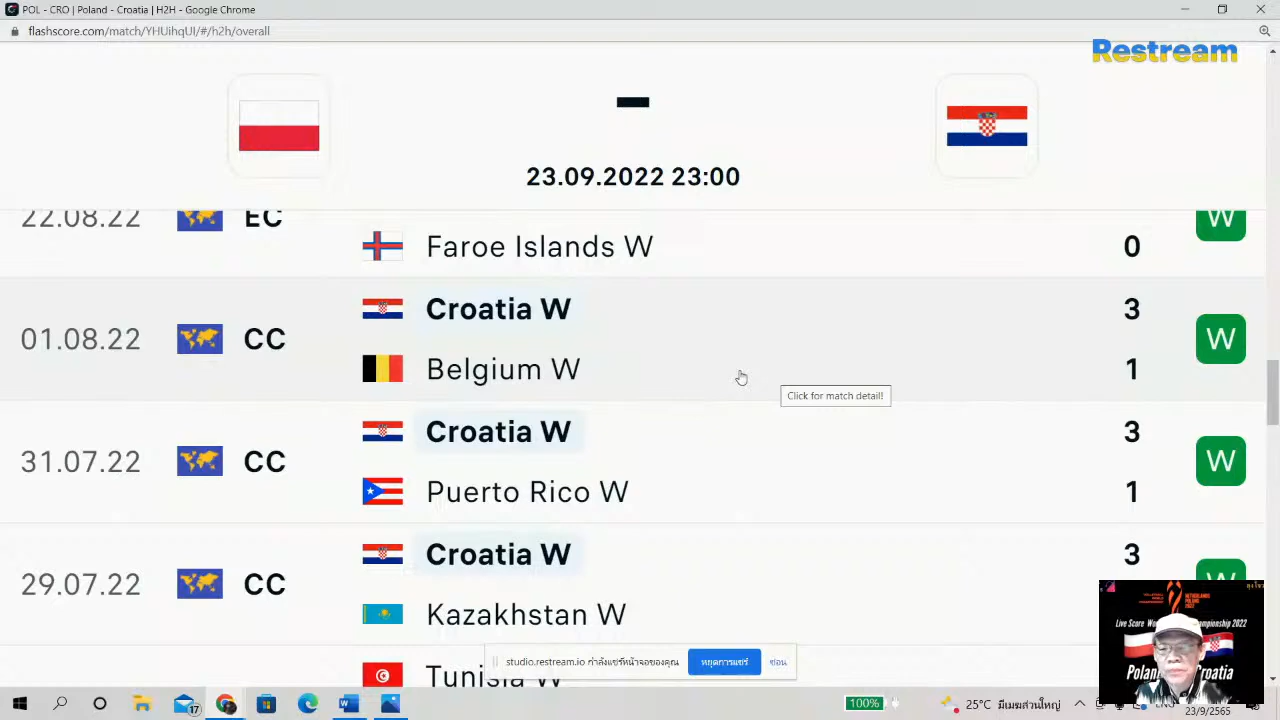 POL - CRO | Poland - Croatia | H2H - Google Chrome
flashscore.com/match/YHUihqUI/#/h2h/overall
Restream
-
23.09.2022 23:00
22.08.22 EC W
Faroe Islands W 0
Croatia W 3
01.08.22 CC W
Belgium W 1
Click for match detail!
Croatia W 3
31.07.22 CC W
Puerto Rico W 1
Croatia W 3
29.07.22 CC W
Kazakhstan W
Live Score
Championship 2022
NETHERLANDS
POLAND
2022
studio.restream.io กำลังแชร์หน้าจอของคุณ หยุดการแชร์ ซ่อน
Tunisia W
17
100%
25°C มีเมฆส่วนใหญ่
23/9/2565